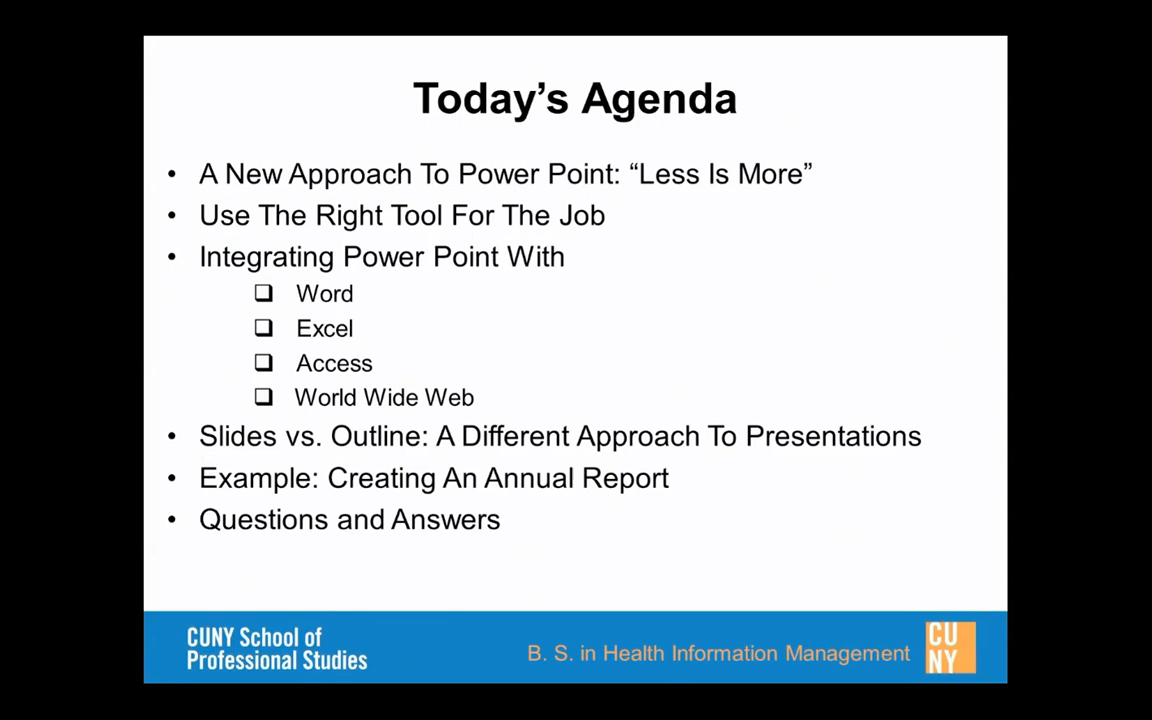 Today’s Agenda
• A New Approach To Power Point: “Less Is More”
• Use The Right Tool For The Job
• Integrating Power Point With
❑ Word
❑ Excel
❑ Access
❑ World Wide Web
• Slides vs. Outline: A Different Approach To Presentations
• Example: Creating An Annual Report
• Questions and Answers
CUNY School of
Professional Studies
B. S. in Health Information Management
CU
NY